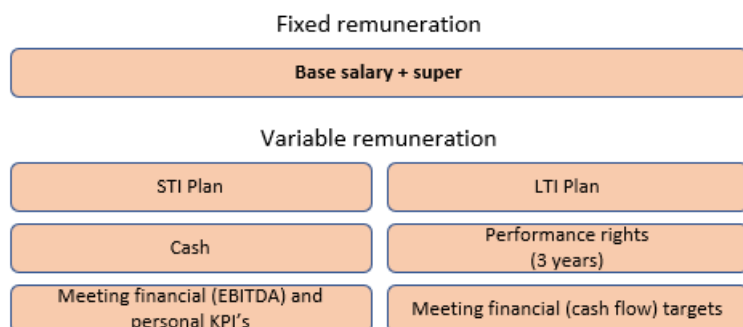 Fixed remuneration
Base salary + super
Variable remuneration
STI Plan
LTI Plan
Cash
Performance rights
(3 years)
Meeting financial (EBITDA) and
personal KPI's
Meeting financial (cash flow) targets